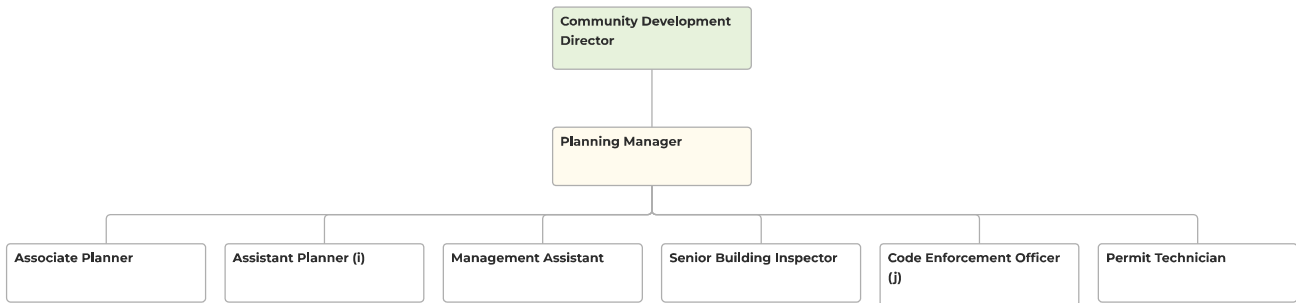 Community Development
Director
Planning Manager
Associate Planner
Assistant Planner (i)
Management Assistant
Senior Building Inspector
Code Enforcement Officer
(j)
Permit Technician